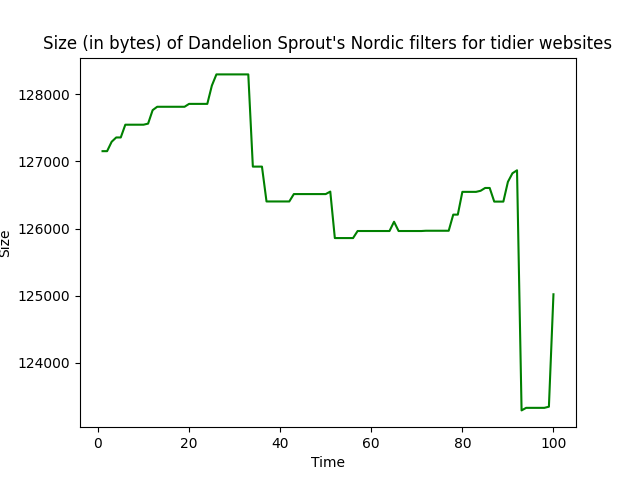 Size (in bytes) of Dandelion Sprout's Nordic filters for tidier websites
128000
127000
126000
125000
124000
Size
0 20 40 60 80 100
Time